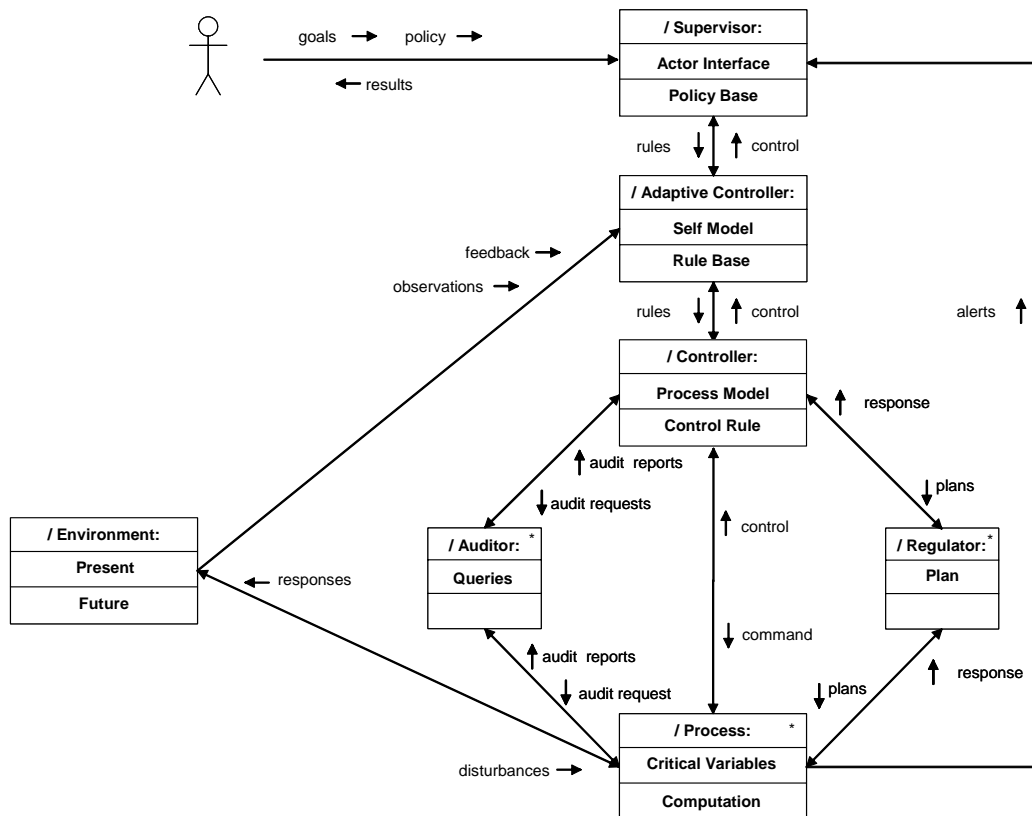 / Supervisor:
goals policy
Actor Interface
results
Policy Base
rules control
/ Adaptive Controller:
Self Model
feedback
Rule Base
observations
rules control
alerts
/ Controller:
Process Model
response
Control Rule
audit reports
plans
audit requests
/ Environment:
control
/ Auditor: *
/ Regulator:*
Present
Queries
Plan
responses
Future
command
audit reports
response
audit request
plans
/ Process: *
Critical Variables
disturbances
Computation